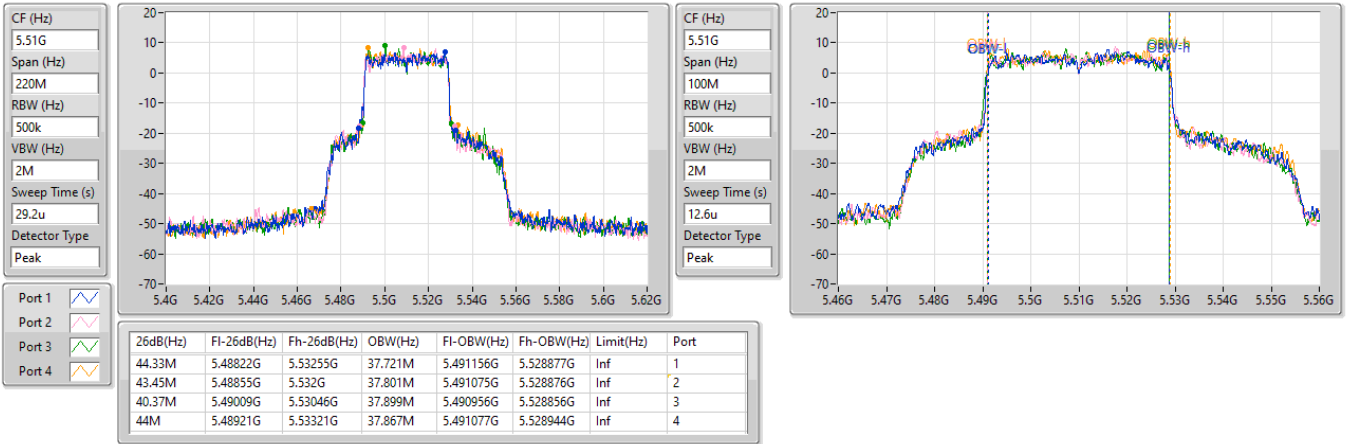 CF (Hz)
5.51G
Span (Hz)
220M
RBW (Hz)
500k
VBW (Hz)
2M
Sweep Time (s)
29.2u
Detector Type
Peak
Port 1
Port 2
Port 3
Port 4
20
10
0
-10
-20
-30
-40
-50
-60
-70
5.4G 5.42G 5.44G 5.46G 5.48G 5.5G 5.52G 5.54G 5.56G 5.58G 5.6G 5.62G
CF (Hz)
5.51G
Span (Hz)
100M
RBW (Hz)
500k
VBW (Hz)
2M
Sweep Time (s)
12.6u
Detector Type
Peak
20
10
0
-10
-20
-30
-40
-50
-60
-70
OBW-l OBW-h
5.46G 5.47G 5.48G 5.49G 5.5G 5.51G 5.52G 5.53G 5.54G 5.55G 5.56G
26dB(Hz) Fl-26dB(Hz) Fh-26dB(Hz) OBW(Hz) Fl-OBW(Hz) Fh-OBW(Hz) Limit(Hz) Port
44.33M 5.48822G 5.53255G 37.721M 5.491156G 5.528877G Inf 1
43.45M 5.48855G 5.532G 37.801M 5.491075G 5.528876G Inf 2
40.37M 5.49009G 5.53046G 37.899M 5.490956G 5.528856G Inf 3
44M 5.48921G 5.53321G 37.867M 5.491077G 5.528944G Inf 4